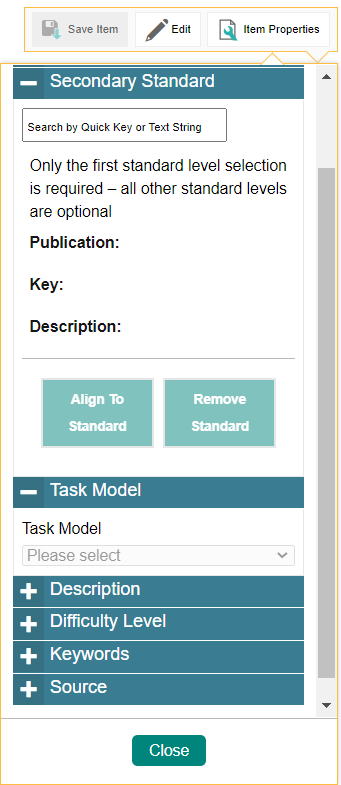 Save Item
Edit
Item Properties
Secondary Standard
Search by Quick Key or Text String
Only the first standard level selection
is required – all other standard levels
are optional
Publication:
Key:
Description:
Align To
Standard
Remove
Standard
Task Model
Task Model
Please select
Description
Difficulty Level
Keywords
Source
Close